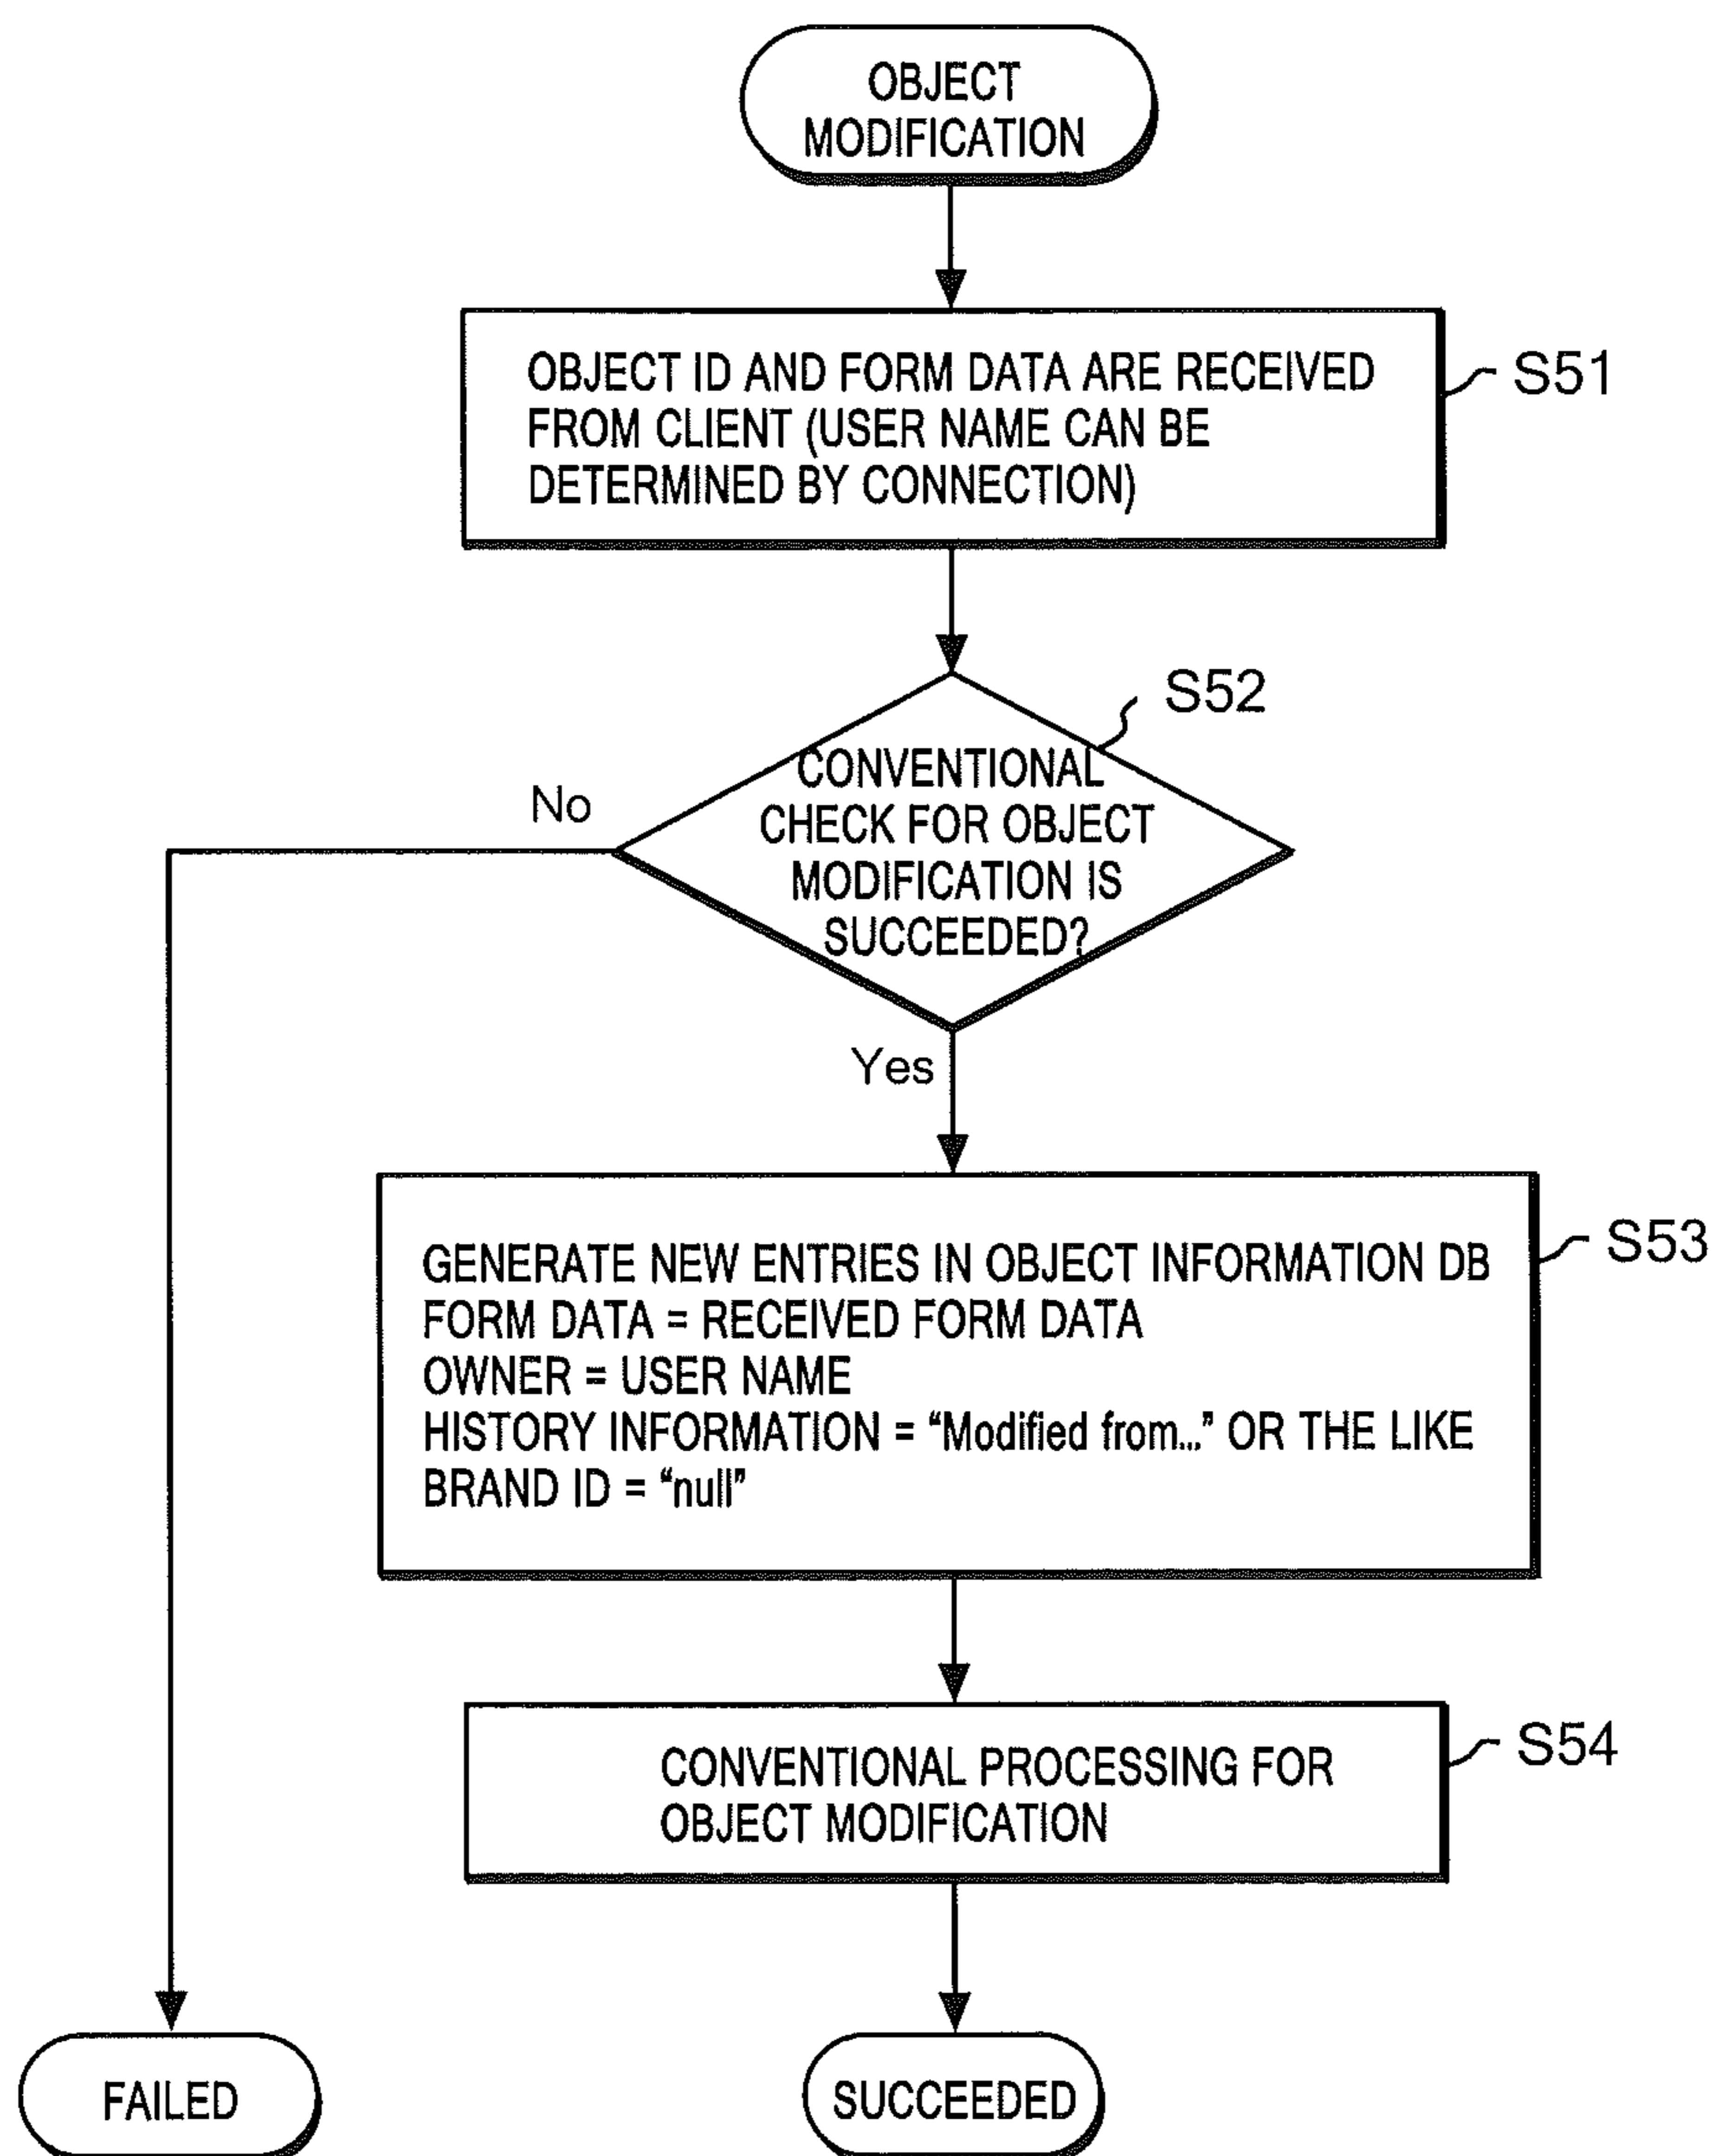 OBJECT
MODIFICATION
OBJECT ID AND FORM DATA ARE RECEIVED
FROM CLIENT (USER NAME CAN BE
DETERMINED BY CONNECTION)
S51
S52
CONVENTIONAL
CHECK FOR OBJECT
MODIFICATION IS
SUCCEEDED?
No
Yes
GENERATE NEW ENTRIES IN OBJECT INFORMATION DB
FORM DATA = RECEIVED FORM DATA
OWNER = USER NAME
HISTORY INFORMATION = “Modified from...” OR THE LIKE
BRAND ID = “null”
S53
CONVENTIONAL PROCESSING FOR
OBJECT MODIFICATION
S54
FAILED
SUCCEEDED